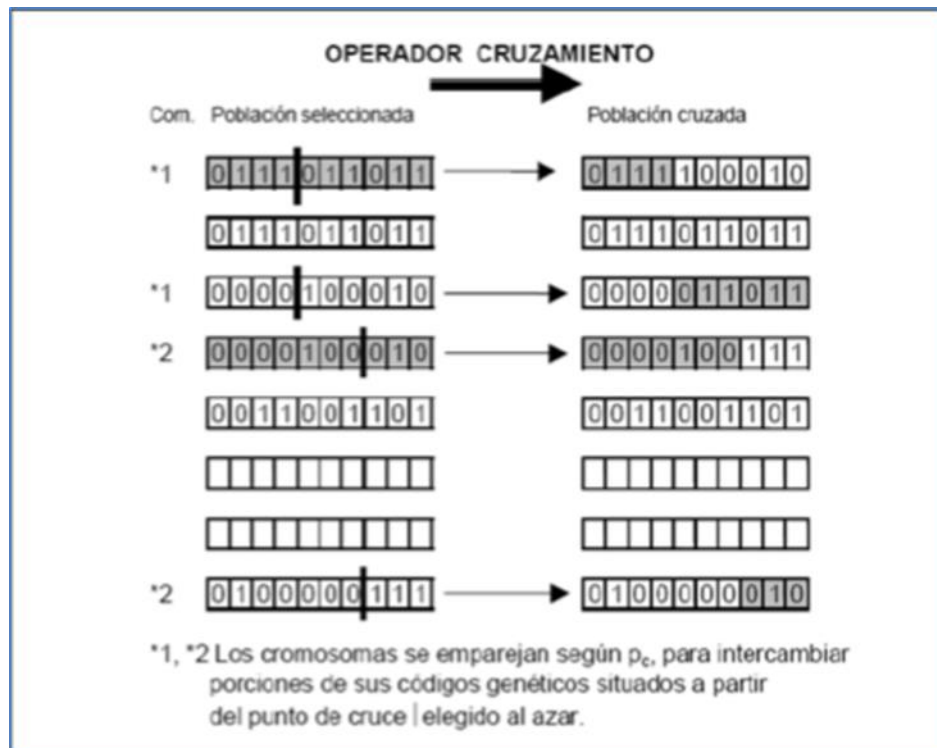 OPERADOR CRUZAMIENTO
Com. Población seleccionada Población cruzada
*1 0111011011 0111100010
0111011011 0111011011
*1 0000100010 0000011011
*2 0000100010 0000100111
0011001101 0011001101
*2 0100000111 0100000010
*1, *2 Los cromosomas se emparejan según pc, para intercambiar
porciones de sus códigos genéticos situados a partir
del punto de cruce | elegido al azar.